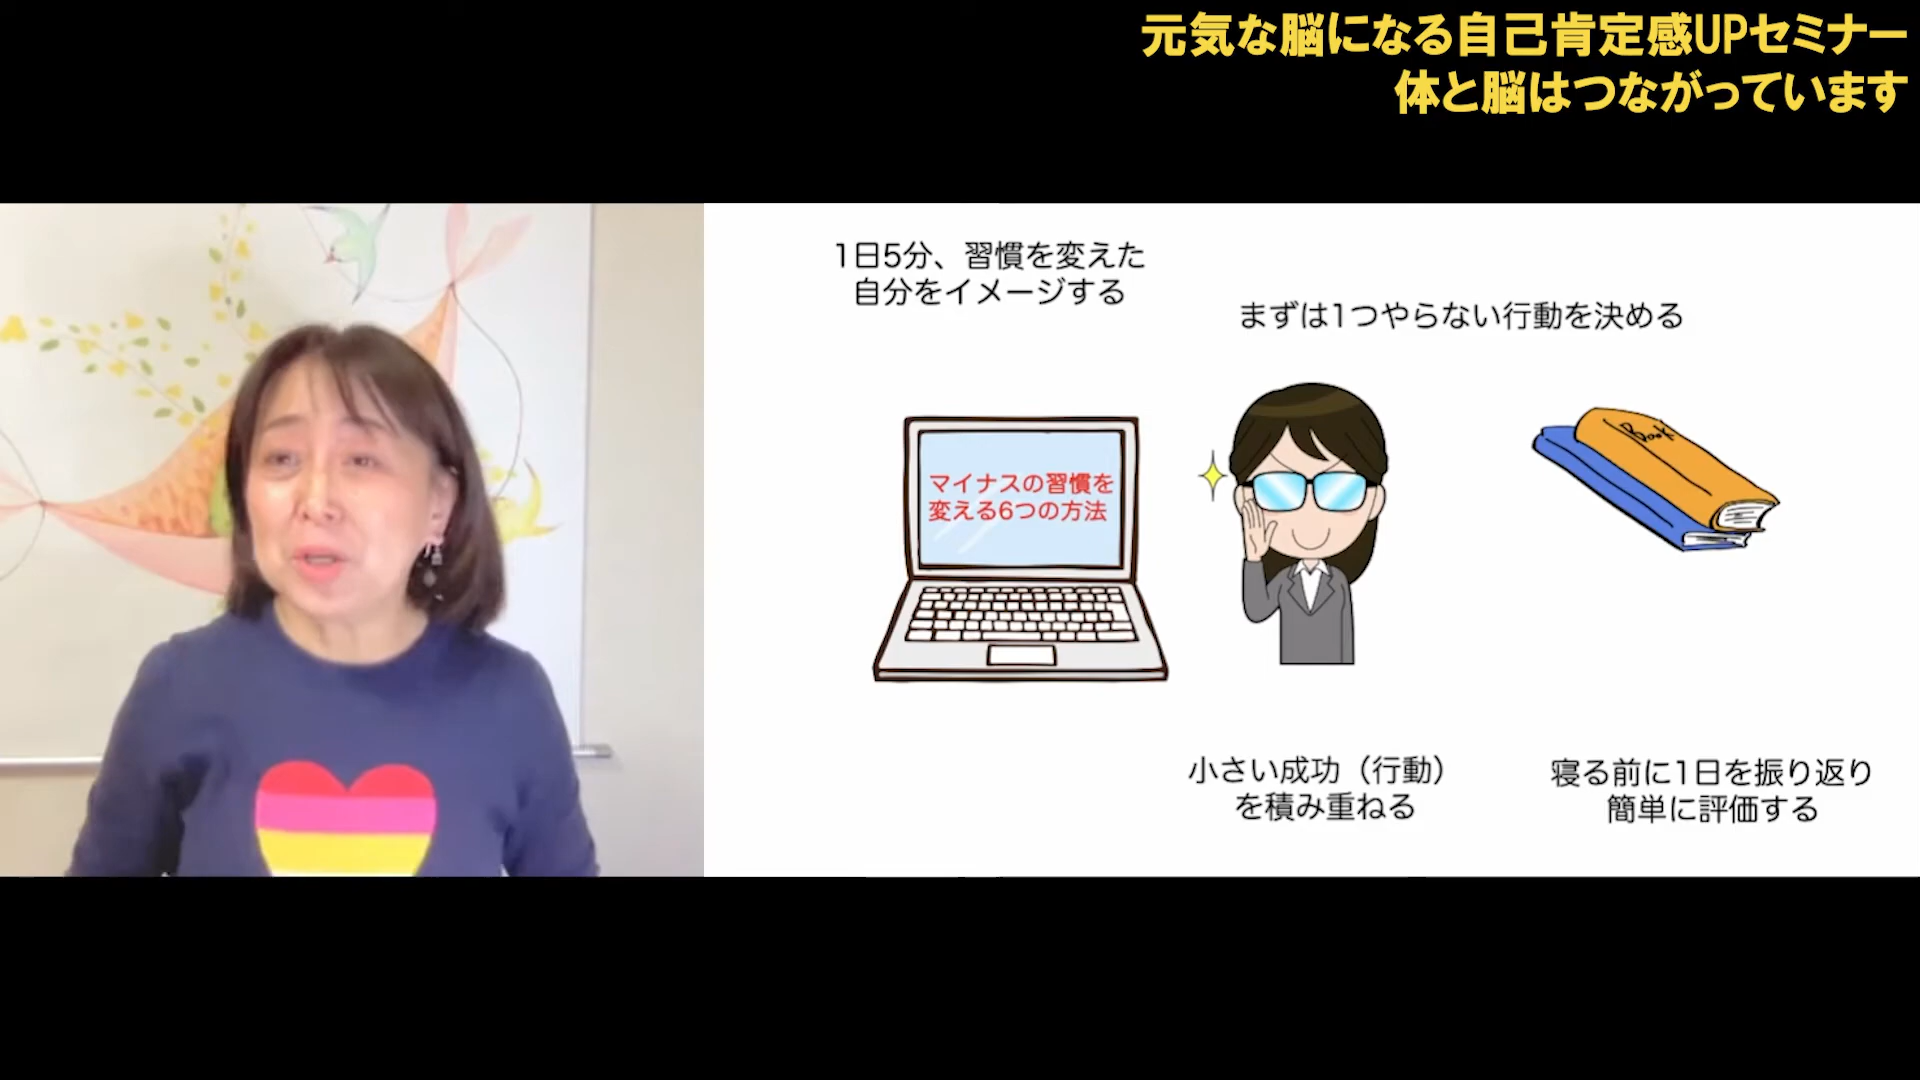 元気な脳になる自己肯定感UPセミナー
体と脳はつながっています
1日5分、習慣を変えた
自分をイメージする
まずは1つやらない行動を決める
マイナスの習慣を
変える6つの方法
Book
小さい成功（行動）
を積み重ねる
寝る前に1日を振り返り
簡単に評価する